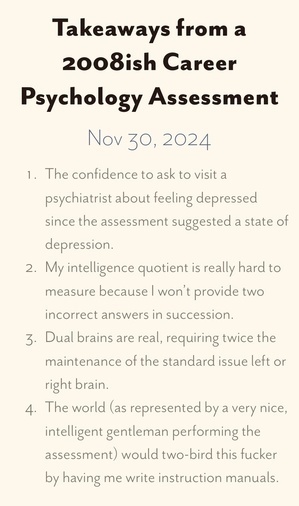 Takeaways from a
2008ish Career
Psychology Assessment
Nov 30, 2024
1. The confidence to ask to visit a
psychiatrist about feeling depressed
since the assessment suggested a state of
depression.
2. My intelligence quotient is really hard to
measure because I won't provide two
incorrect answers in succession.
3. Dual brains are real, requiring twice the
maintenance of the standard issue left or
right brain.
4. The world (as represented by a very nice,
intelligent gentleman performing the
assessment) would two-bird this fucker
by having me write instruction manuals.